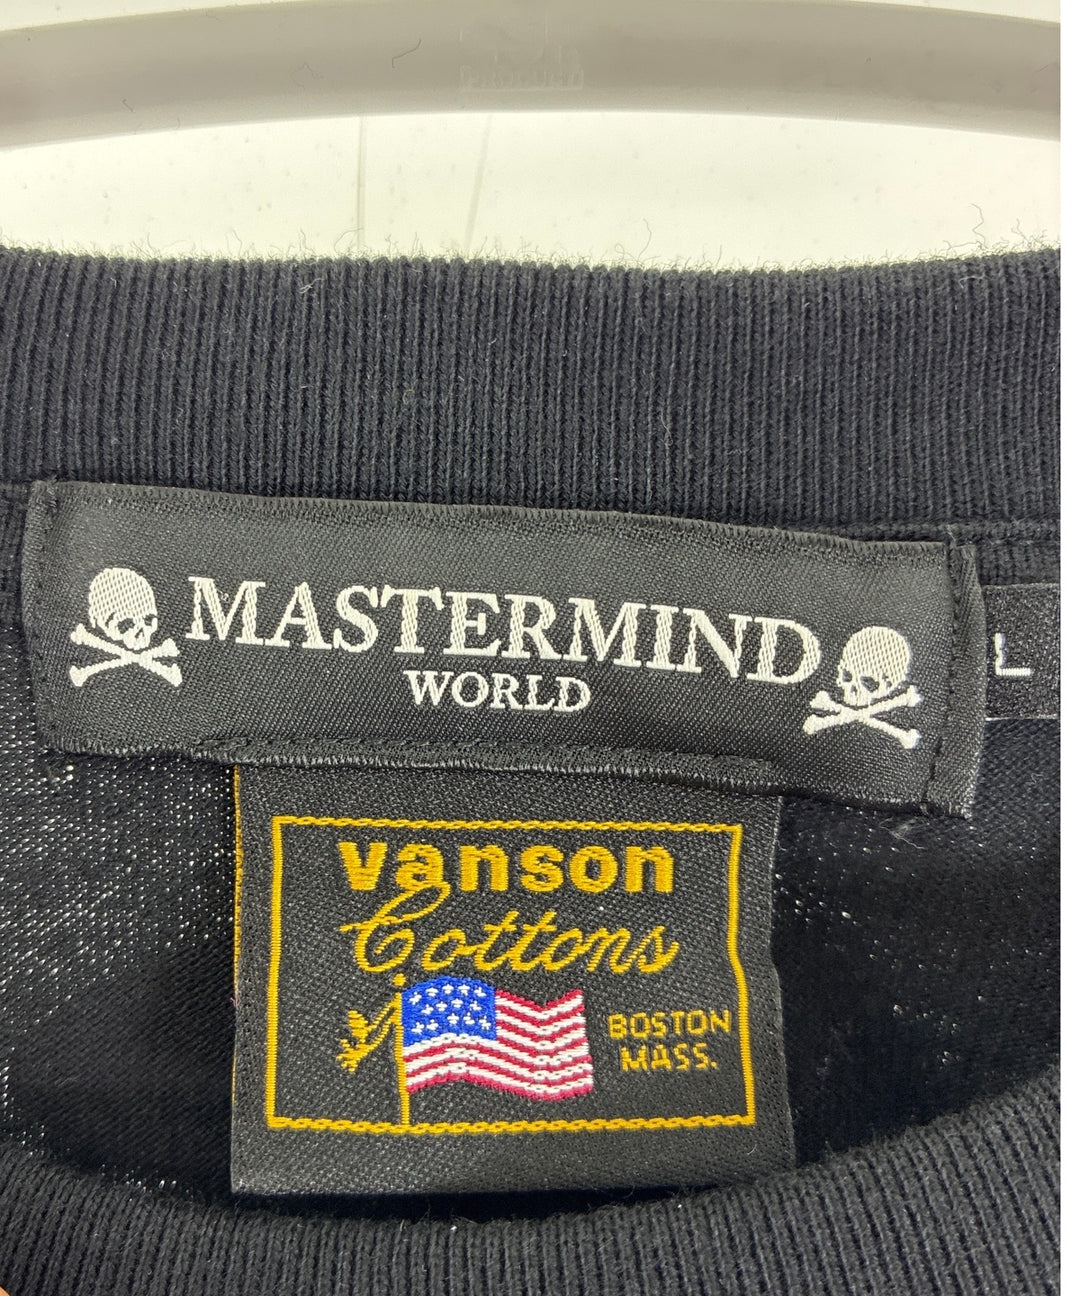 MASTERMIND
WORLD
L
vanson
Cottons
BOSTON
MASS.